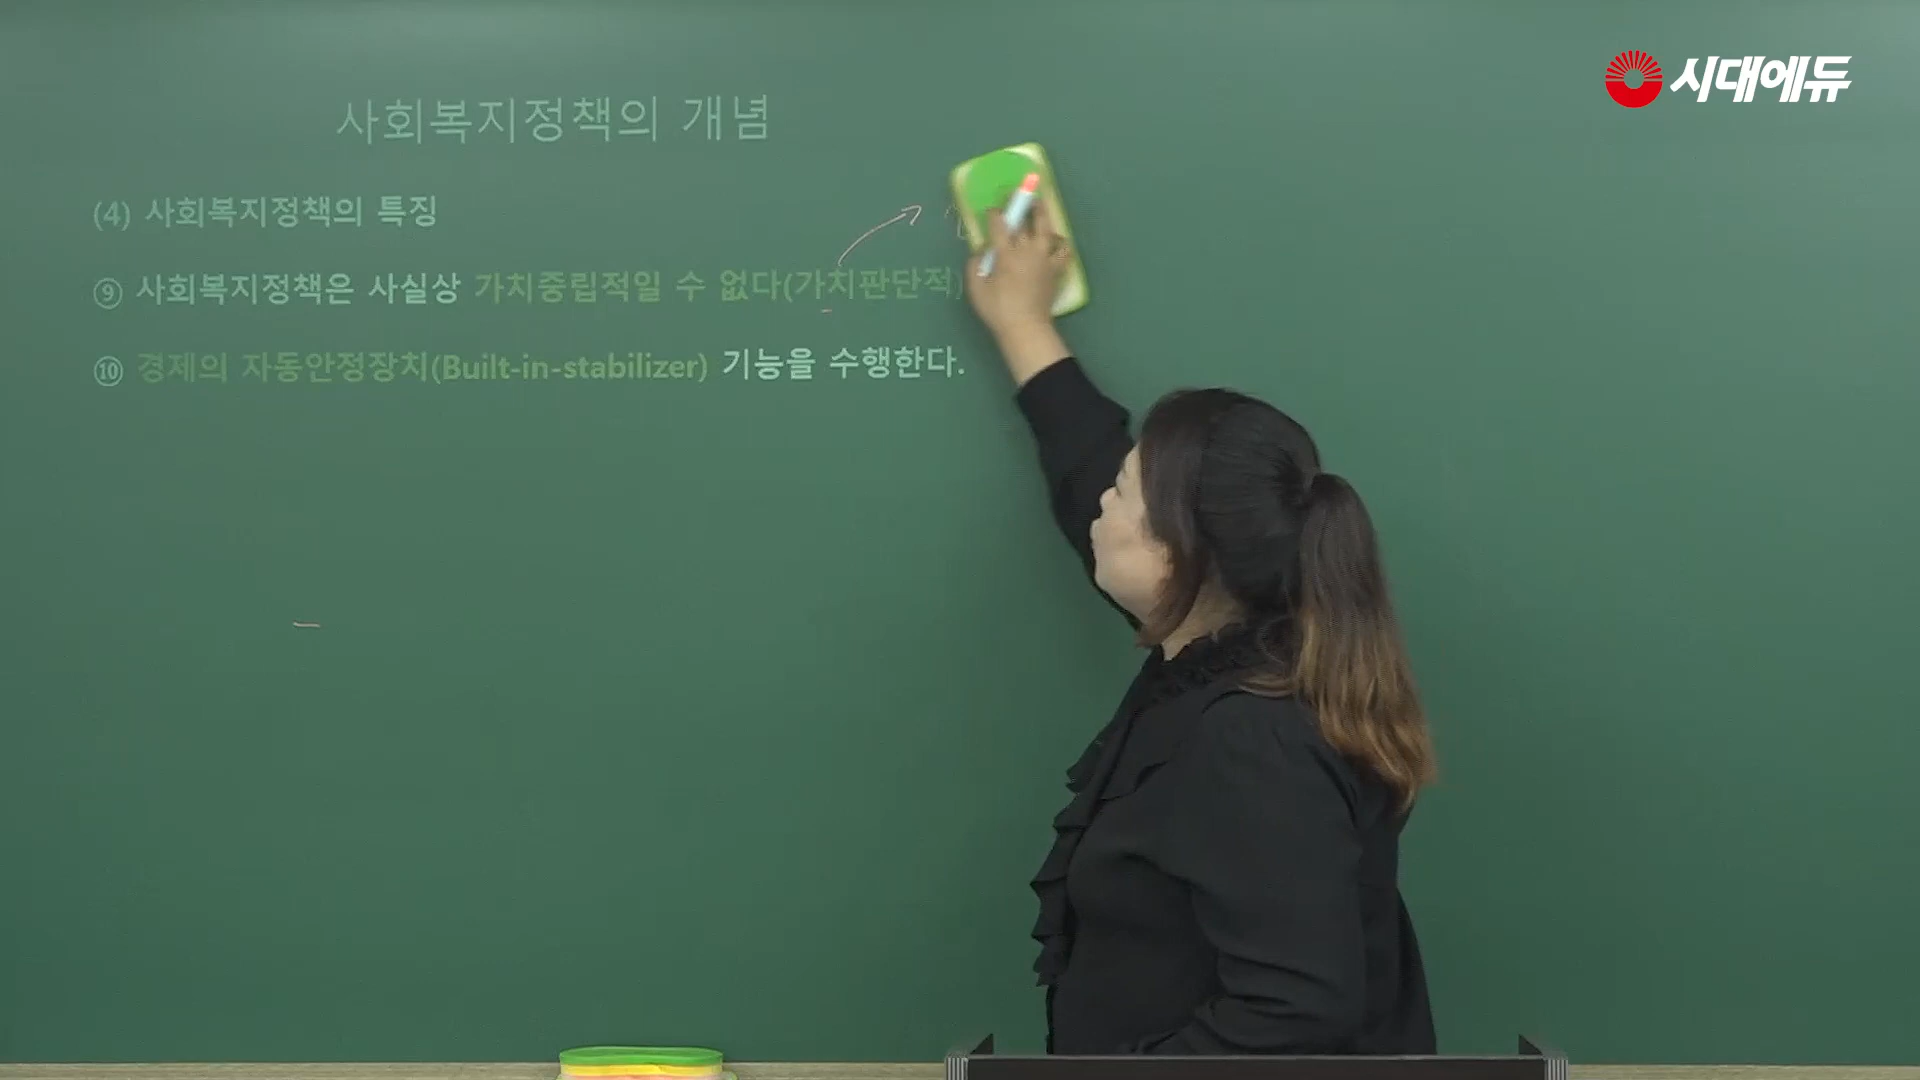 시대에듀
사회복지정책의 개념
(4) 사회복지정책의 특징
⑨ 사회복지정책은 사실상 가치중립적일 수 없다(가치판단적)
⑩ 경제의 자동안정장치(Built-in-stabilizer) 기능을 수행한다.